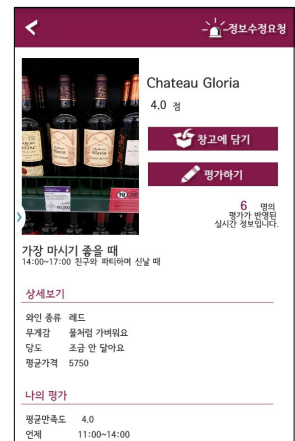 정보수정요청
Chateau Gloria
4.0 점
창고에 담기
평가하기
6 명의
평가가 반영된
실시간 정보입니다.
가장 마시기 좋을 때
14:00~17:00 친구와 파티하며 신날 때
상세보기
와인 종류 레드
무게감 물처럼 가벼워요
당도 조금 안 달아요
평균가격 5750
나의 평가
평균만족도 4.0
언제 11:00~14:00